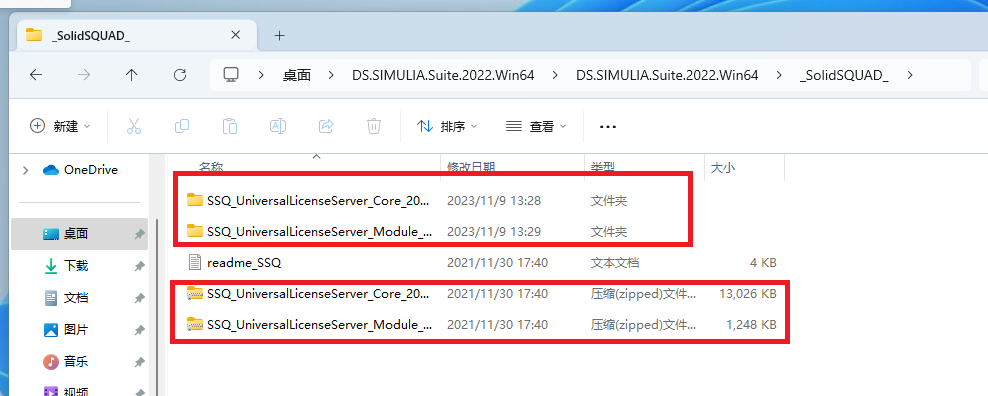 _SolidSQUAD_
桌面 DS.SIMULIA.Suite.2022.Win64 DS.SIMULIA.Suite.2022.Win64 _SolidSQUAD_
新建 排序 查看 ...
名称 修改日期 类型 大小
OneDrive
SSQ_UniversalLicenseServer_Core_20... 2023/11/9 13:28 文件夹
桌面 SSQ_UniversalLicenseServer_Module_... 2023/11/9 13:29 文件夹
下载 readme_SSQ 2021/11/30 17:40 文本文档 4 KB
文档 SSQ_UniversalLicenseServer_Core_20... 2021/11/30 17:40 压缩(zipped)文件... 13,026 KB
图片 SSQ_UniversalLicenseServer_Module_... 2021/11/30 17:40 压缩(zipped)文件... 1,248 KB
音乐
视频